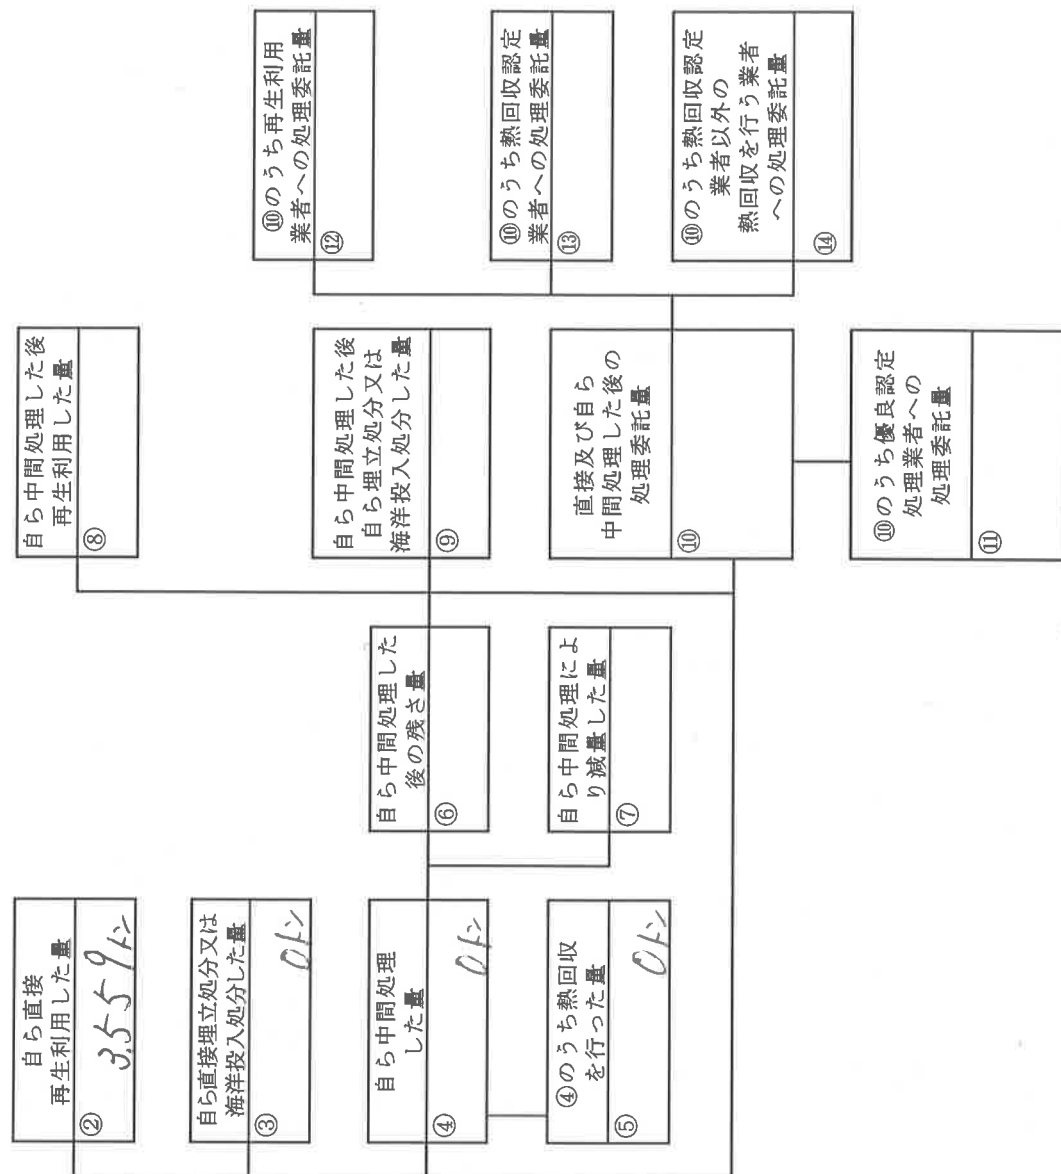 自ら直接
再生利用した量
② 3,559トン
自ら直接埋立処分又は
海洋投入処分した量
③ 0トン
自ら中間処理
した量
④ 0トン
④のうち熱回収
を行った量
⑤ 0トン
自ら中間処理した
後の残さ量
⑥
自ら中間処理によ
り減量した量
⑦
自ら中間処理した後
再生利用した量
⑧
自ら中間処理した後
自ら埋立処分又は
海洋投入処分した量
⑨
直接及び自ら
中間処理した後の
処理委託量
⑩
⑩のうち優良認定
処理業者への
処理委託量
⑪
⑩のうち再生利用
業者への処理委託量
⑫
⑩のうち熱回収認定
業者への処理委託量
⑬
⑩のうち熱回収認定
業者以外の
熱回収を行う業者
への処理委託量
⑭